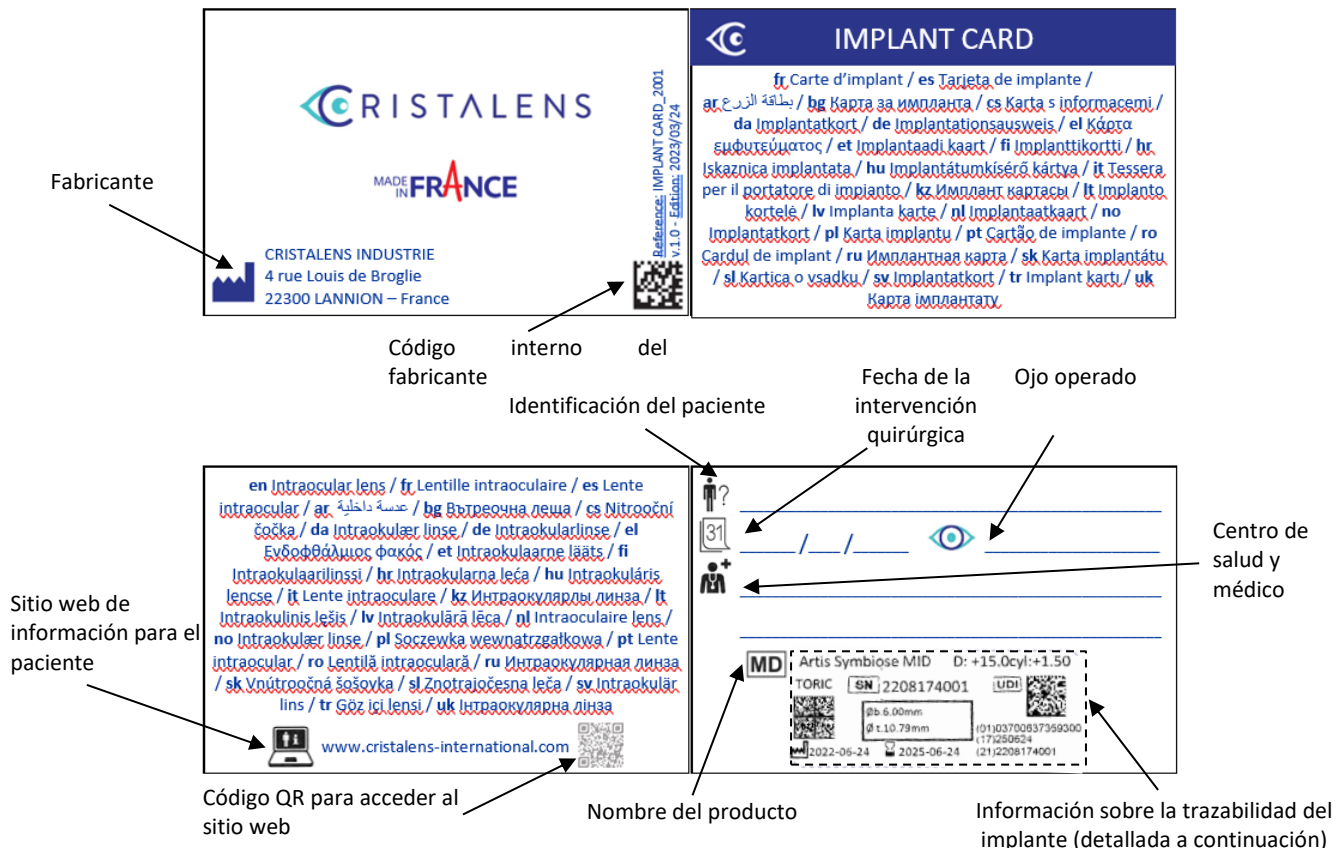 CRISTALENS
MADE IN FRANCE
Reference: IMPLANT CARD_2001
v.1.0 - Edition: 2023/03/24
Fabricante
CRISTALENS INDUSTRIE
4 rue Louis de Broglie
22300 LANNION – France
IMPLANT CARD
fr Carte d’implant / es Tarjeta de implante /
ar بطاقة الزرع / bg Карта за импланта / cs Karta s informacemi /
da Implantatkort / de Implantationsausweis / el Κάρτα
εμφυτεύματος / et Implantaadi kaart / fi Implanttikortti / hr
Iskaznica implantata / hu Implantátumkísérő kártya / it Tessera
per il portatore di impianto / kz Имплант картасы / lt Implanto
kortelė / lv Implanta karte / nl Implantaatkaart / no
Implantatkort / pl Karta implantu / pt Cartão de implante / ro
Cardul de implant / ru Имплантная карта / sk Karta implantátu
/ sl Kartica o vsadku / sv Implantatkort / tr Implant kartı / uk
Карта імплантату
Código interno del
fabricante
Identificación del paciente
Fecha de la
intervención
quirúrgica
Ojo operado
en Intraocular lens / fr Lentille intraoculaire / es Lente
intraocular / ar عدسة داخلية / bg Вътреочна леща / cs Nitrooční
čočka / da Intraokulær linse / de Intraokularlinse / el
Ενδοφθάλμιος φακός / et Intraokulaarne lääts / fi
Intraokulaarilinssi / hr Intraokularna leća / hu Intraokuláris
lencse / it Lente intraoculare / kz Интраокулярлы линза / lt
Intraokulinis lęšis / lv Intraokulārā lēca / nl Intraoculaire lens /
no Intraokulær linse / pl Soczewka wewnątrzgałkowa / pt Lente
intraocular / ro Lentilă intraoculară / ru Интраокулярная линза
/ sk Vnútroočná šošovka / sl Znotrajočesna leča / sv Intraokulär
lins / tr Göz içi lensi / uk Інтраокулярна лінза
www.cristalens-international.com
Sitio web de
información para el
paciente
Código QR para acceder al
sitio web
?
31
/ /
Centro de
salud y
médico
MD
Artis Symbiose MID D: +15.0cyl:+1.50
TORIC SN 2208174001 UDI
Øb.6.00mm
Ø t.10.79mm
(01)03700637359300
(17)250624
(21)2208174001
2022-06-24 2025-06-24
Nombre del producto
Información sobre la trazabilidad del
implante (detallada a continuación)